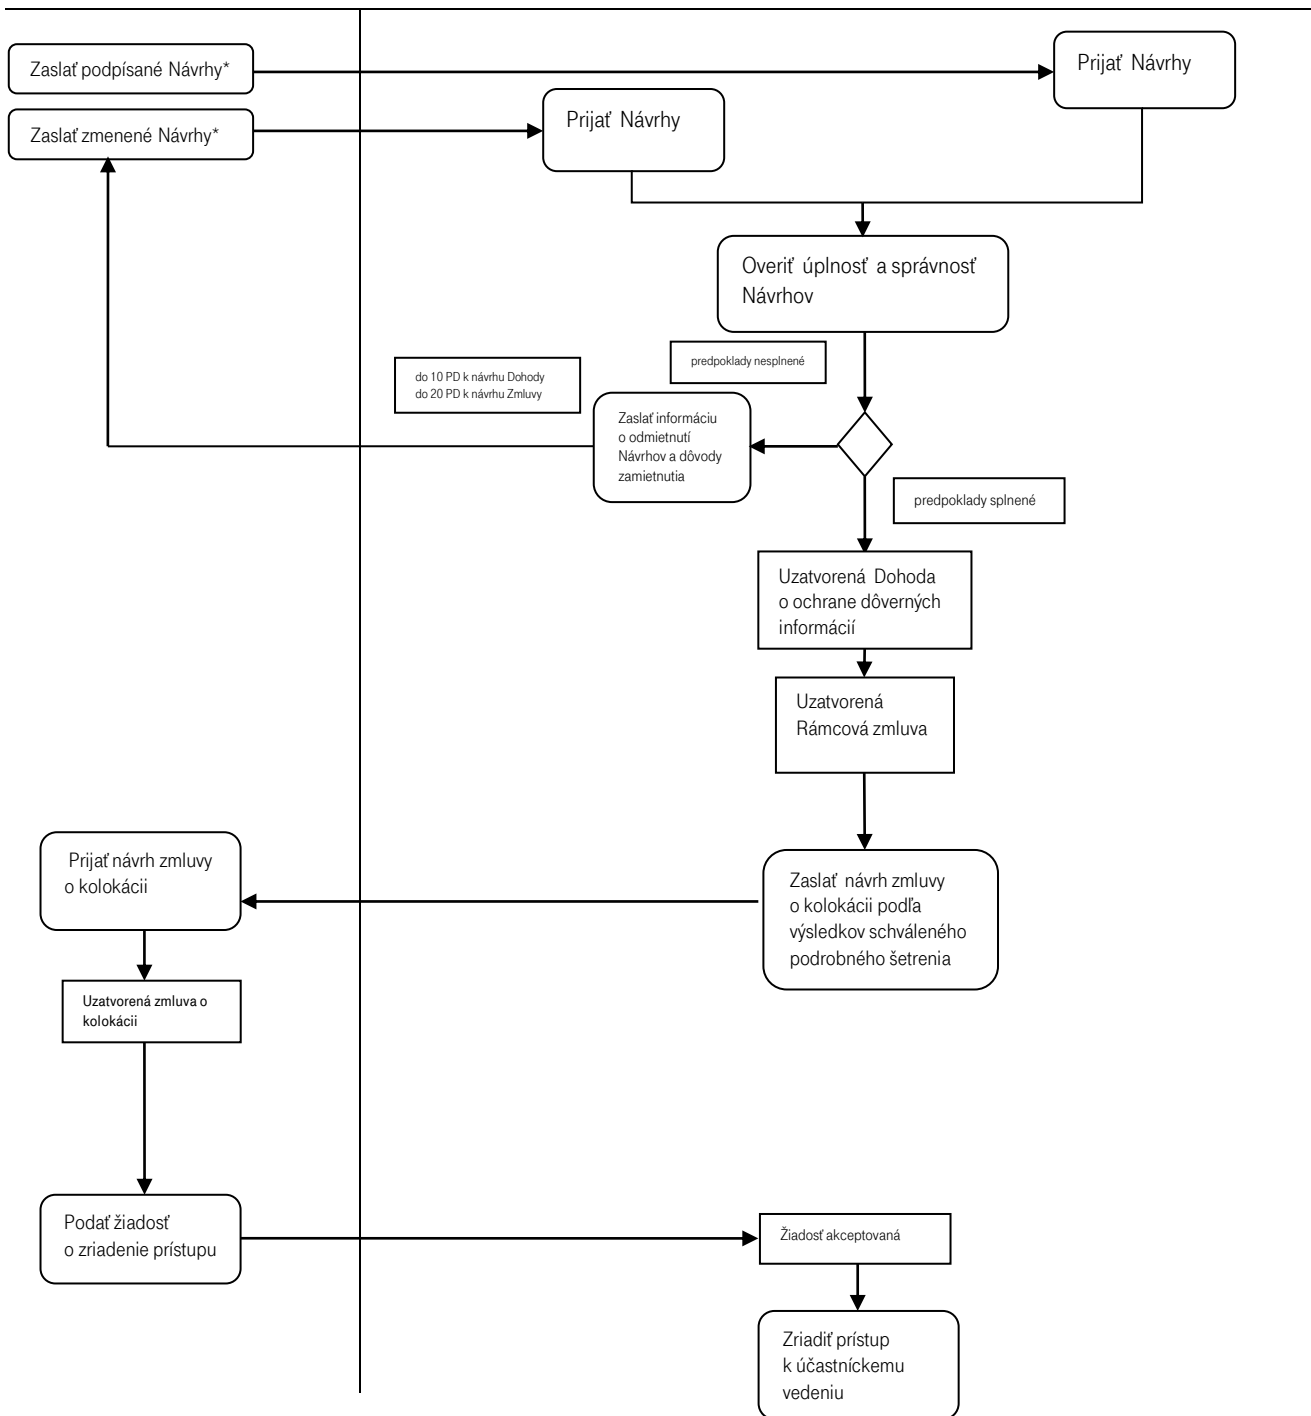 Zaslať podpísané Návrhy*
Prijať Návrhy
Zaslať zmenené Návrhy*
Prijať Návrhy
Overiť úplnosť a správnosť
Návrhov
predpoklady nesplnené
do 10 PD k návrhu Dohody
do 20 PD k návrhu Zmluvy
Zaslať informáciu
o odmietnutí
Návrhov a dôvody
zamietnutia
predpoklady splnené
Uzatvorená Dohoda
o ochrane dôverných
informácií
Uzatvorená
Rámcová zmluva
Prijať návrh zmluvy
o kolokácii
Zaslať návrh zmluvy
o kolokácii podľa
výsledkov schváleného
podrobného šetrenia
Uzatvorená zmluva o
kolokácii
Podať žiadosť
o zriadenie prístupu
Žiadosť akceptovaná
Zriadiť prístup
k účastníckemu
vedeniu